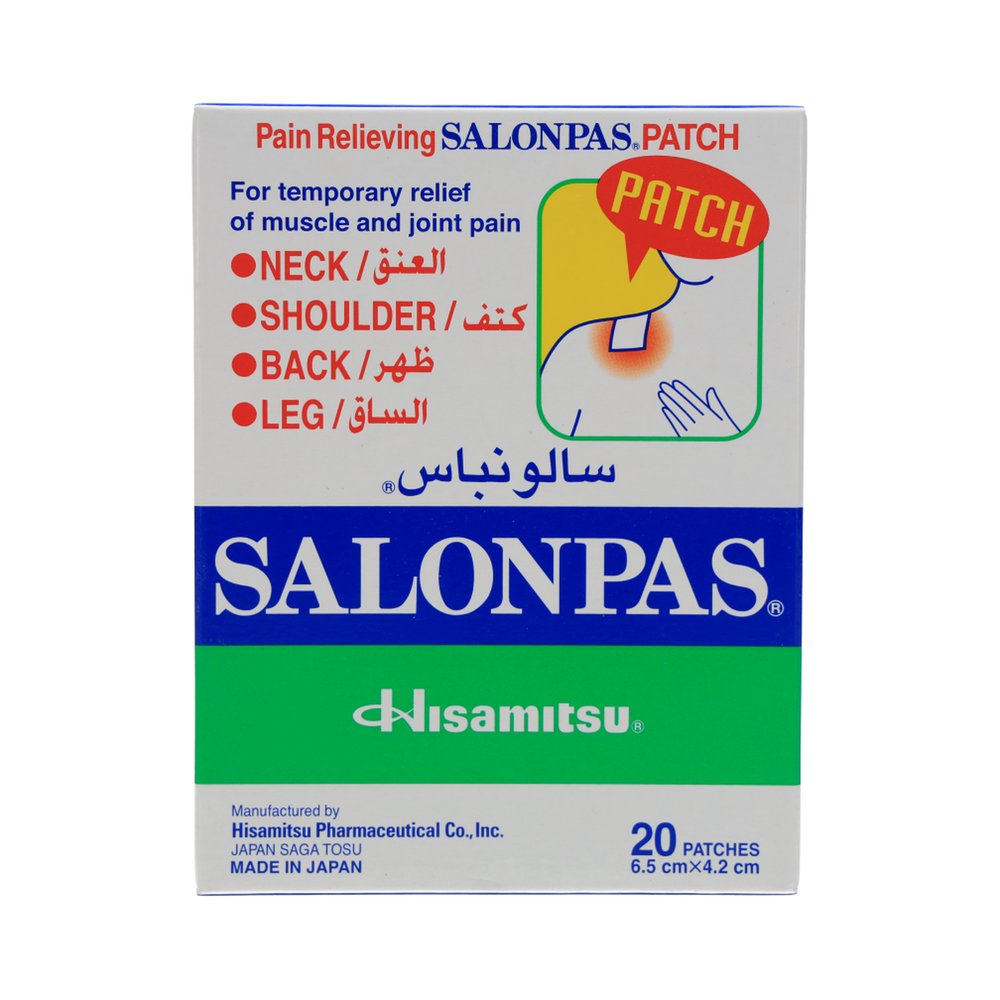 Pain Relieving SALONPAS® PATCH
For temporary relief
of muscle and joint pain
●NECK / العنق
●SHOULDER / كتف
●BACK / ظهر
●LEG / الساق
PATCH
سالونباس®
SALONPAS®
Hisamitsu®
Manufactured by
Hisamitsu Pharmaceutical Co., Inc.
JAPAN SAGA TOSU
MADE IN JAPAN
20 PATCHES
6.5 cm×4.2 cm